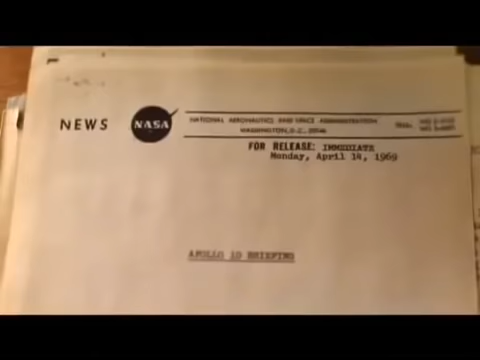 NEWS
NASA
NATIONAL AERONAUTICS AND SPACE ADMINISTRATION
WASHINGTON, D.C. 20546
TELS.
FOR RELEASE: IMMEDIATE
Monday, April 14, 1969
APOLLO 10 BRIEFING